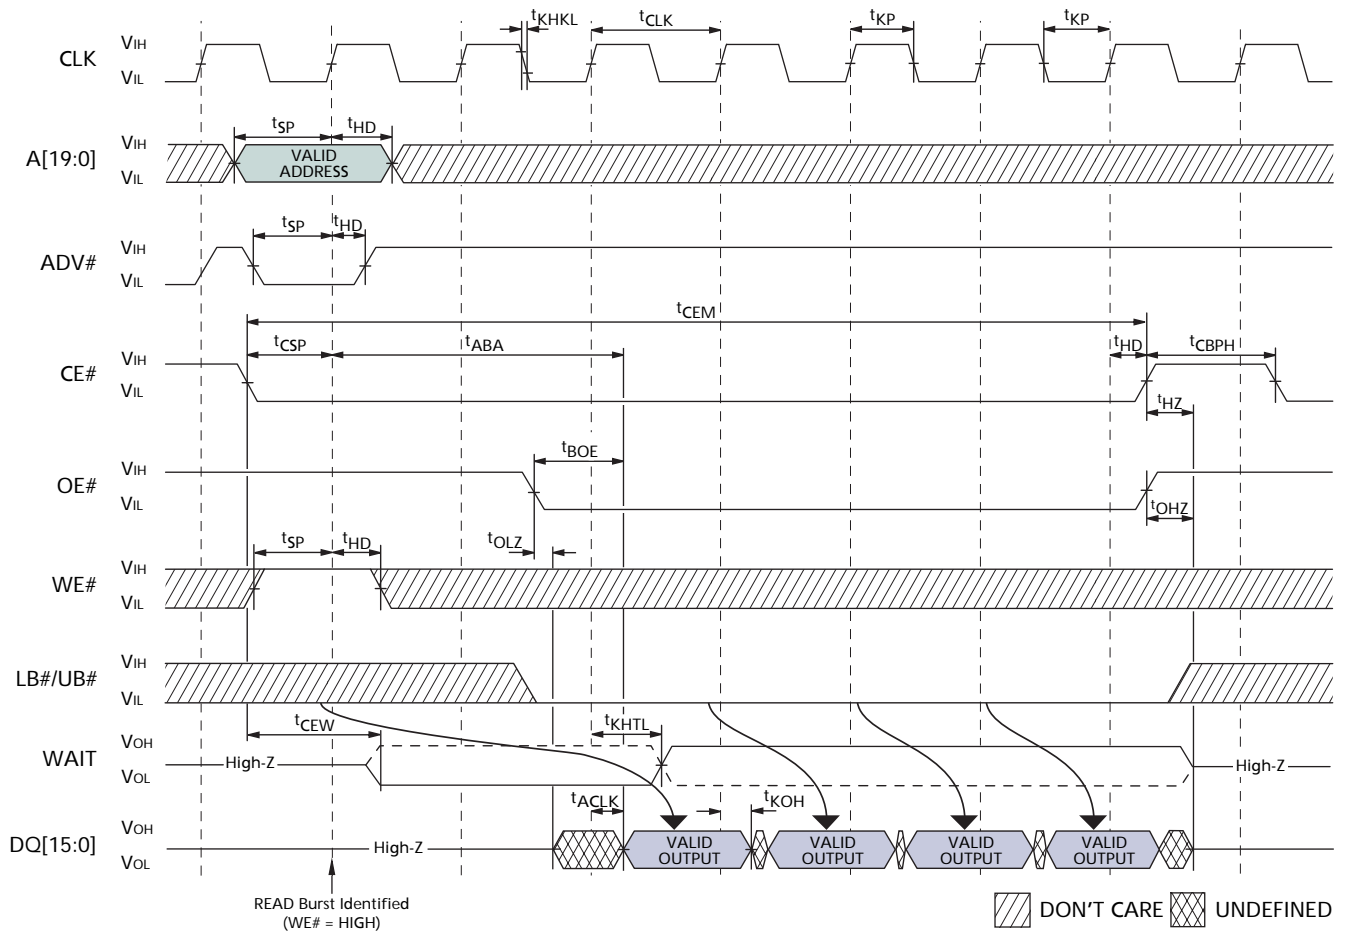 tKHKL tCLK tKP tKP
CLK VIH
VIL
tSP tHD
A[19:0] VIH
VIL
VALID
ADDRESS
tSP tHD
ADV# VIH
VIL
tCEM
tCSP tABA tHD tCBPH
CE# VIH
VIL
tHZ
tBOE
OE# VIH
VIL
tOHZ
tSP tHD tOLZ
WE# VIH
VIL
LB#/UB# VIH
VIL
tCEW tKHTL
WAIT VOH
VOL
High-Z High-Z
tACLK tKOH
DQ[15:0] VOH
VOL
High-Z
VALID
OUTPUT
VALID
OUTPUT
VALID
OUTPUT
VALID
OUTPUT
READ Burst Identified
(WE# = HIGH)
DON'T CARE UNDEFINED